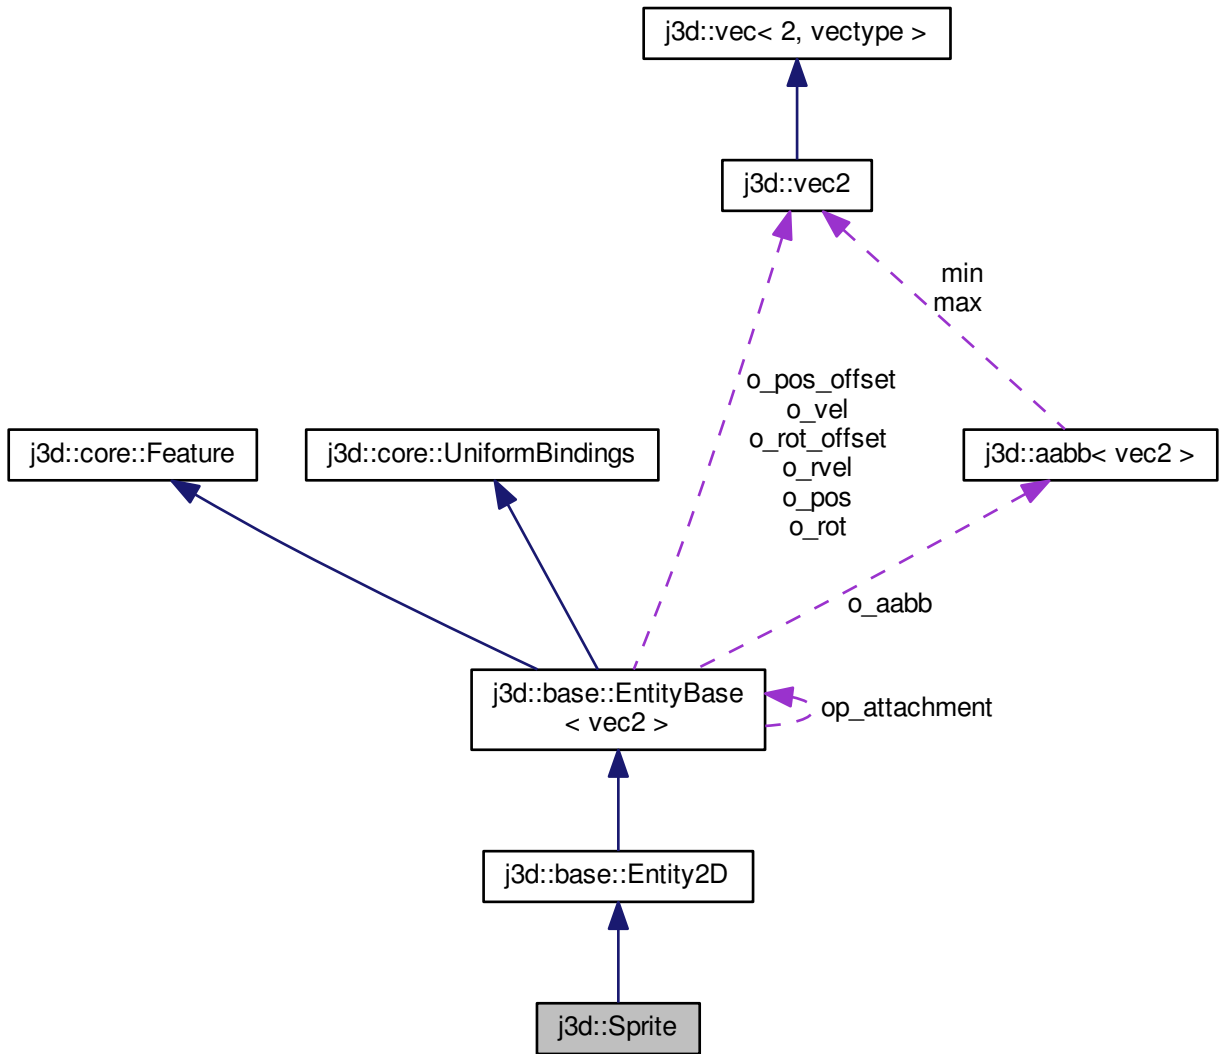 j3d::vec< 2, vectype >
j3d::vec2
min
max
o_pos_offset
o_vel
o_rot_offset
o_rvel
o_pos
o_rot
j3d::core::Feature
j3d::core::UniformBindings
j3d::aabb< vec2 >
o_aabb
j3d::base::EntityBase
< vec2 >
op_attachment
j3d::base::Entity2D
j3d::Sprite